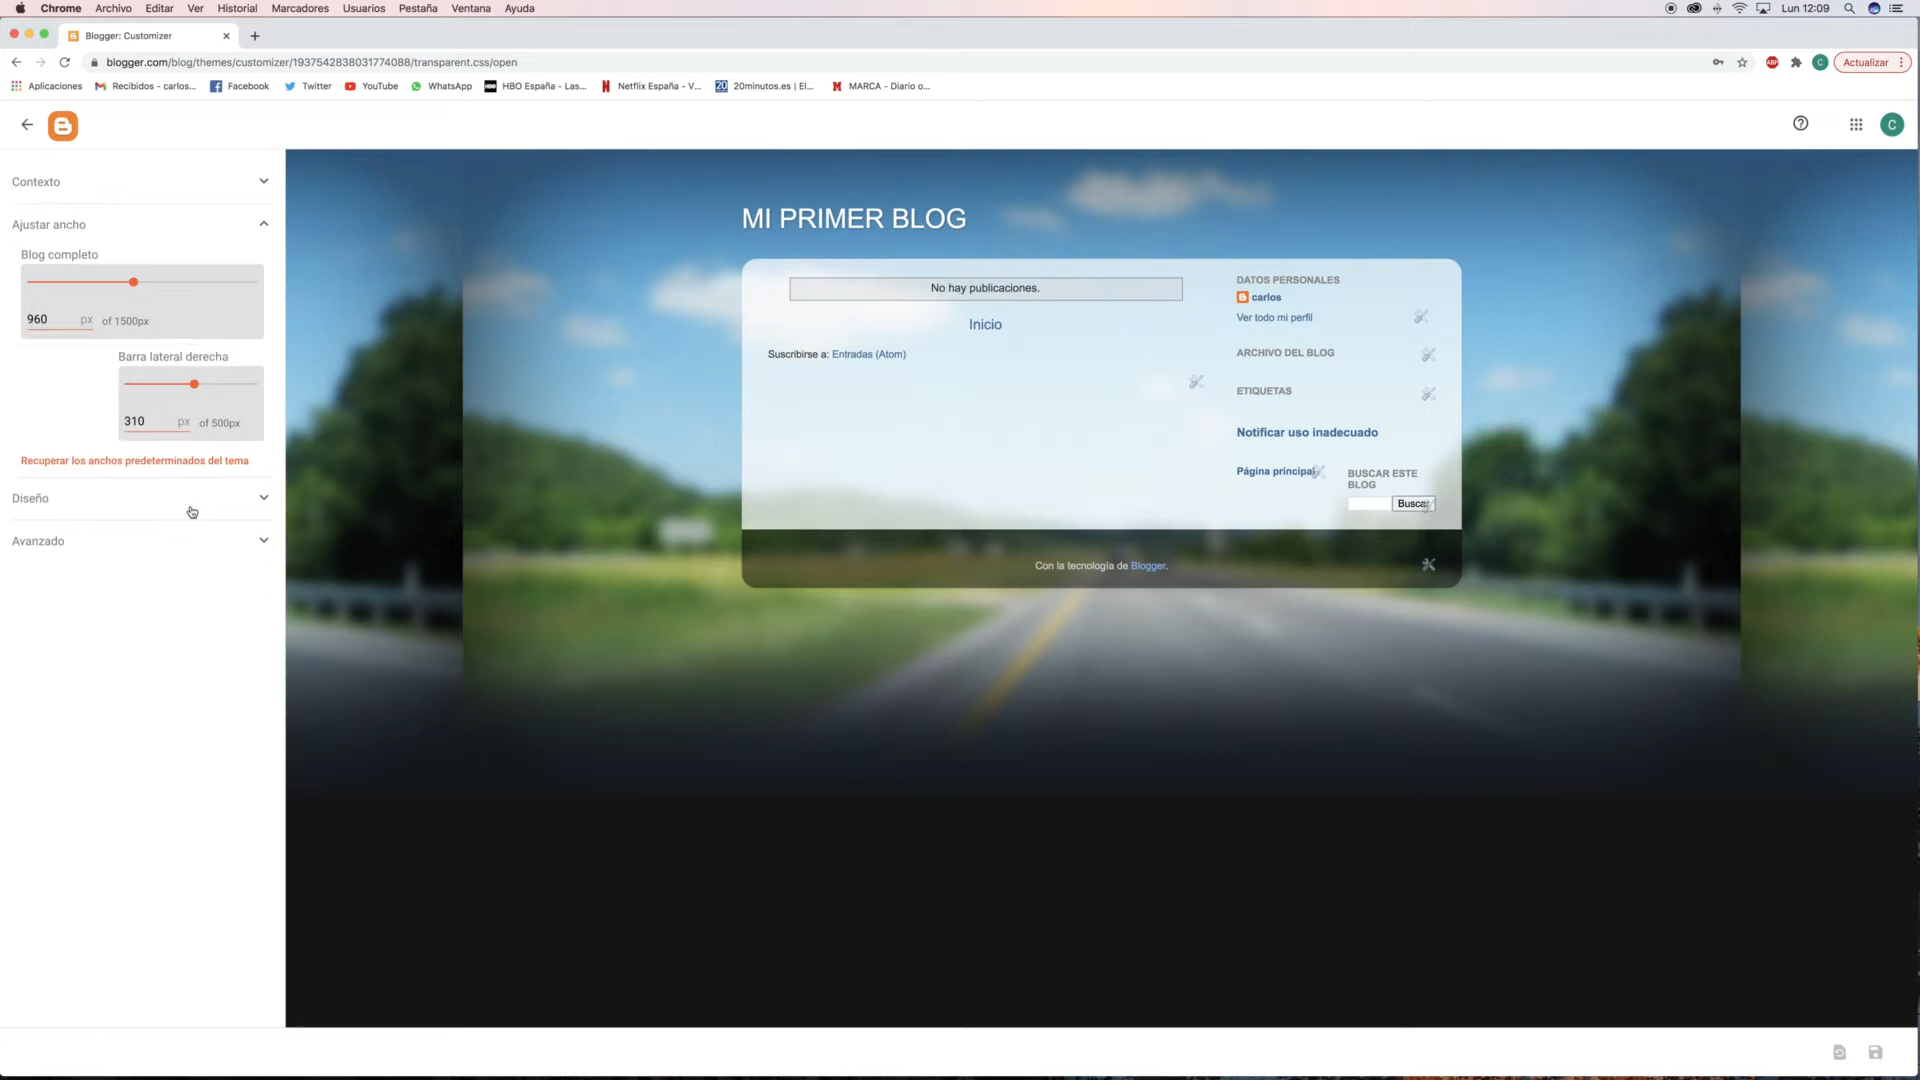 Chrome Archivo Editar Ver Historial Marcadores Usuarios Pestaña Ventana Ayuda Lun 12:09
Blogger: Customizer
blogger.com/blog/themes/customizer/1937542838031774088/transparent.css/open
ABP C Actualizar
Aplicaciones Recibidos - carlos... Facebook Twitter YouTube WhatsApp HBO España - Las... Netflix España - V... 20minutos.es | El... MARCA - Diario o...
C
Contexto
Ajustar ancho
Blog completo
960 px of 1500px
Barra lateral derecha
310 px of 500px
Recuperar los anchos predeterminados del tema
Diseño
Avanzado
MI PRIMER BLOG
No hay publicaciones.
Inicio
Suscribirse a: Entradas (Atom)
DATOS PERSONALES
carlos
Ver todo mi perfil
ARCHIVO DEL BLOG
ETIQUETAS
Notificar uso inadecuado
Página principal
BUSCAR ESTE
BLOG
Buscar
Con la tecnología de Blogger.